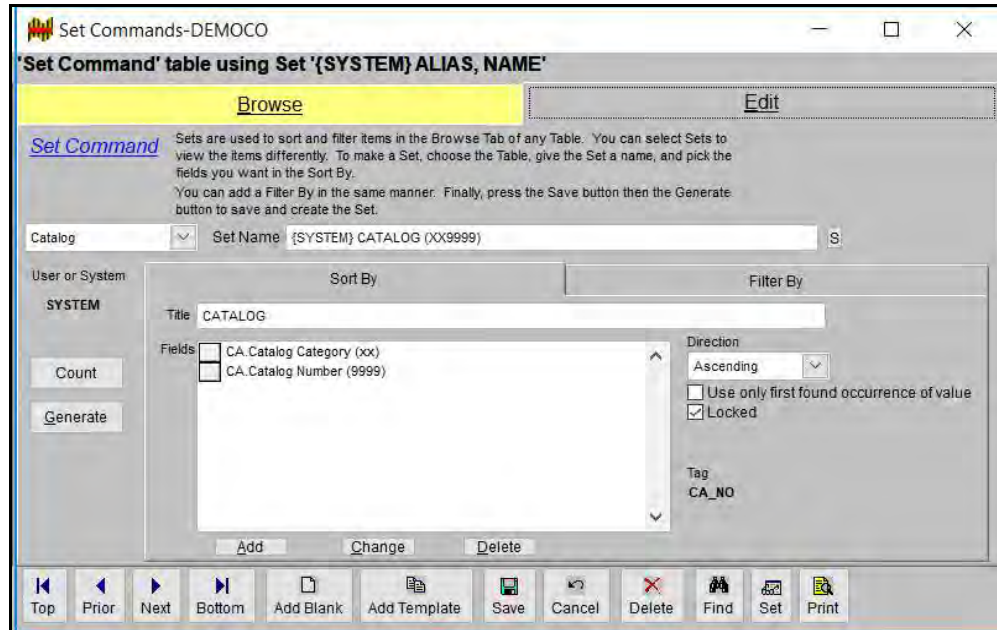 Set Commands-DEMOCO
'Set Command' table using Set '{SYSTEM} ALIAS, NAME'
Browse
Edit
Set Command
Sets are used to sort and filter items in the Browse Tab of any Table. You can select Sets to
view the items differently. To make a Set, choose the Table, give the Set a name, and pick the
fields you want in the Sort By.
You can add a Filter By in the same manner. Finally, press the Save button then the Generate
button to save and create the Set.
Catalog
Set Name {SYSTEM} CATALOG (XX9999)
S
User or System
SYSTEM
Sort By
Filter By
Title CATALOG
Fields
CA.Catalog Category (xx)
CA.Catalog Number (9999)
Direction
Ascending
Use only first found occurrence of value
Locked
Count
Generate
Tag
CA_NO
Add Change Delete
Top Prior Next Bottom Add Blank Add Template Save Cancel Delete Find Set Print